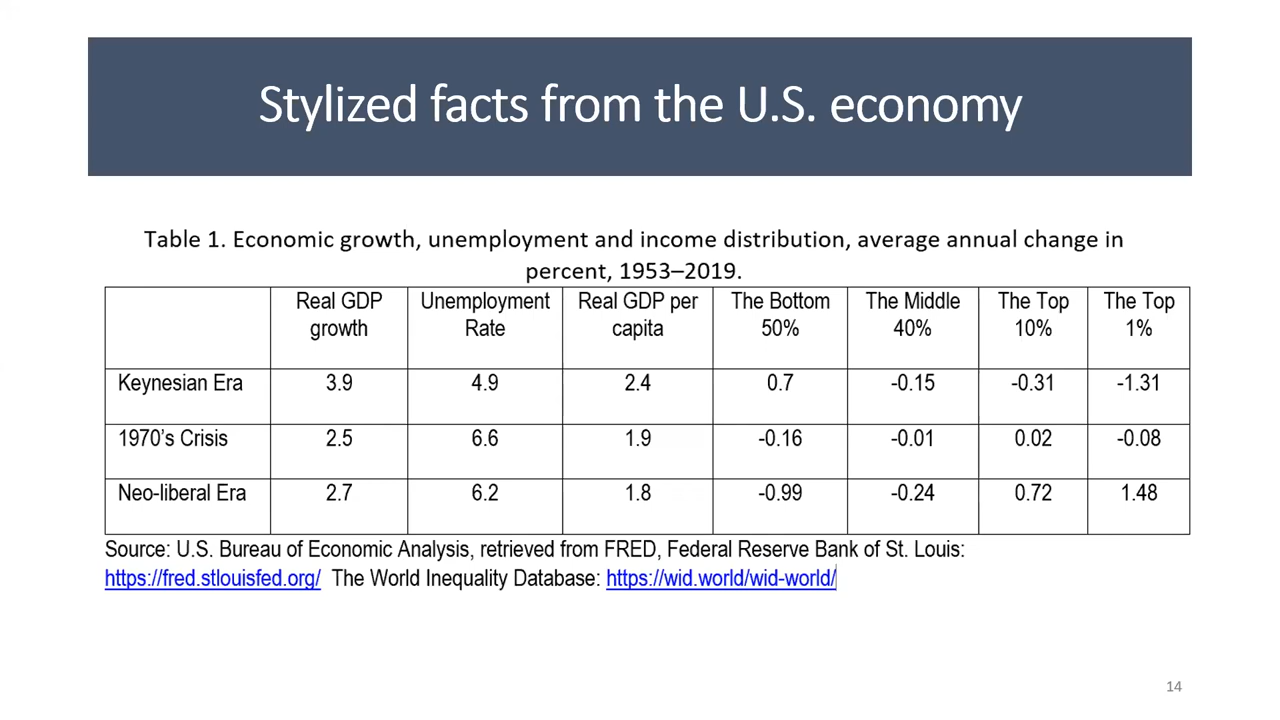 Stylized facts from the U.S. economy
Table 1. Economic growth, unemployment and income distribution, average annual change in
percent, 1953–2019.
Real GDP growth Unemployment Rate Real GDP per capita The Bottom 50% The Middle 40% The Top 10% The Top 1%
Keynesian Era 3.9 4.9 2.4 0.7 -0.15 -0.31 -1.31
1970's Crisis 2.5 6.6 1.9 -0.16 -0.01 0.02 -0.08
Neo-liberal Era 2.7 6.2 1.8 -0.99 -0.24 0.72 1.48
Source: U.S. Bureau of Economic Analysis, retrieved from FRED, Federal Reserve Bank of St. Louis:
https://fred.stlouisfed.org/ The World Inequality Database: https://wid.world/wid-world/
14